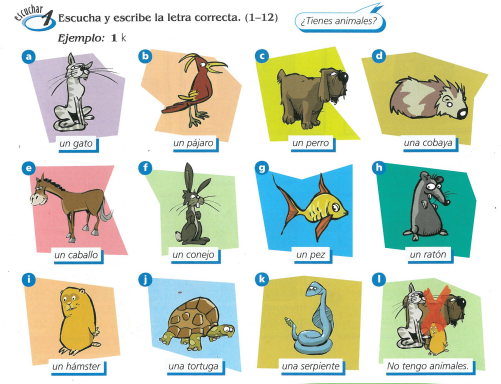 escuchar 1 Escucha y escribe la letra correcta. (1–12)
¿Tienes animales?
Ejemplo: 1 k
a
b
c
d
un gato
un pájaro
un perro
una cobaya
e
f
g
h
un caballo
un conejo
un pez
un ratón
i
j
k
l
un hámster
una tortuga
una serpiente
No tengo animales.